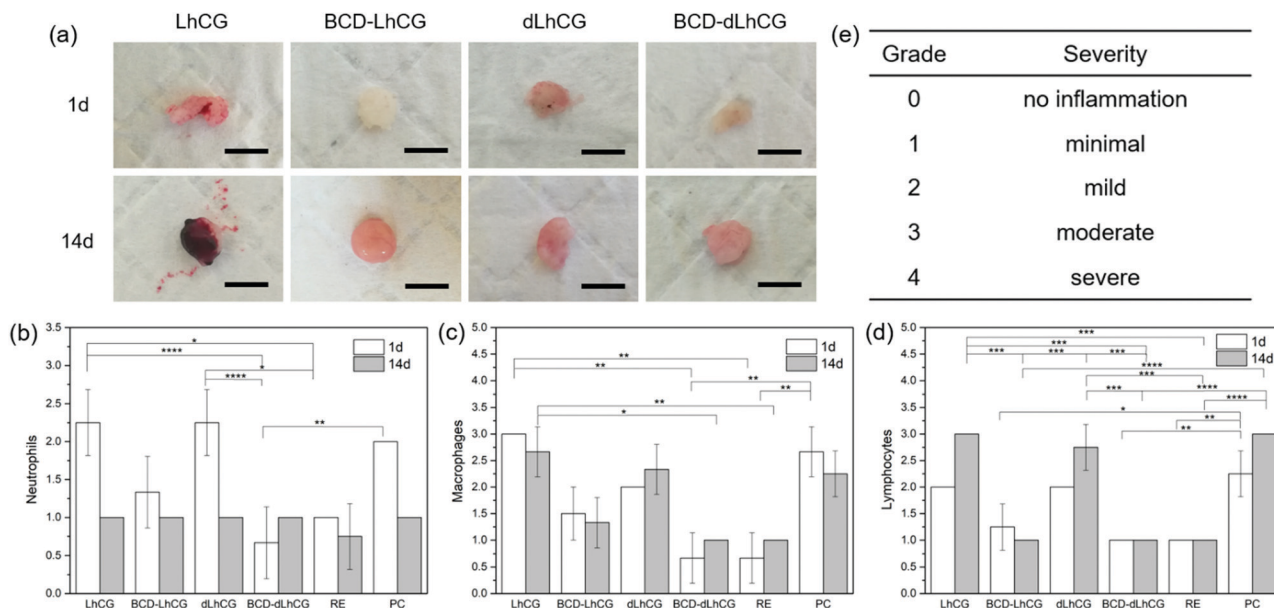 (a)
LhCG BCD-LhCG dLhCG BCD-dLhCG
1d
14d
(e)
Grade Severity
0 no inflammation
1 minimal
2 mild
3 moderate
4 severe
(b)
Neutrophils
3.5
3.0
2.5
2.0
1.5
1.0
0.5
0.0
* 
****
*
****
**
1d
14d
LhCG BCD-LhCG dLhCG BCD-dLhCG RE PC
(c)
Macrophages
5.0
4.5
4.0
3.5
3.0
2.5
2.0
1.5
1.0
0.5
0.0
**
**
**
**
**
*
1d
14d
LhCG BCD-LhCG dLhCG BCD-dLhCG RE PC
(d)
Lymphocytes
5.0
4.5
4.0
3.5
3.0
2.5
2.0
1.5
1.0
0.5
0.0
***
***
*** *** ***
****
***
*** ****
****
*
**
**
1d
14d
LhCG BCD-LhCG dLhCG BCD-dLhCG RE PC